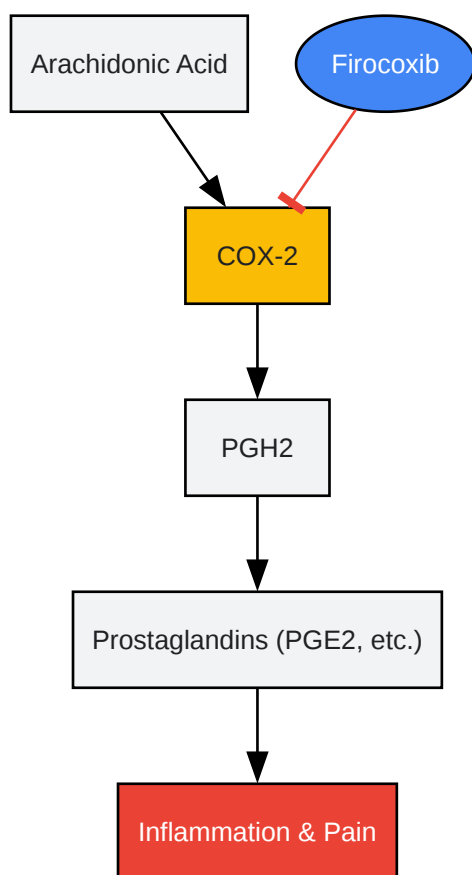 Arachidonic Acid
Firocoxib
COX-2
PGH2
Prostaglandins (PGE2, etc.)
Inflammation & Pain